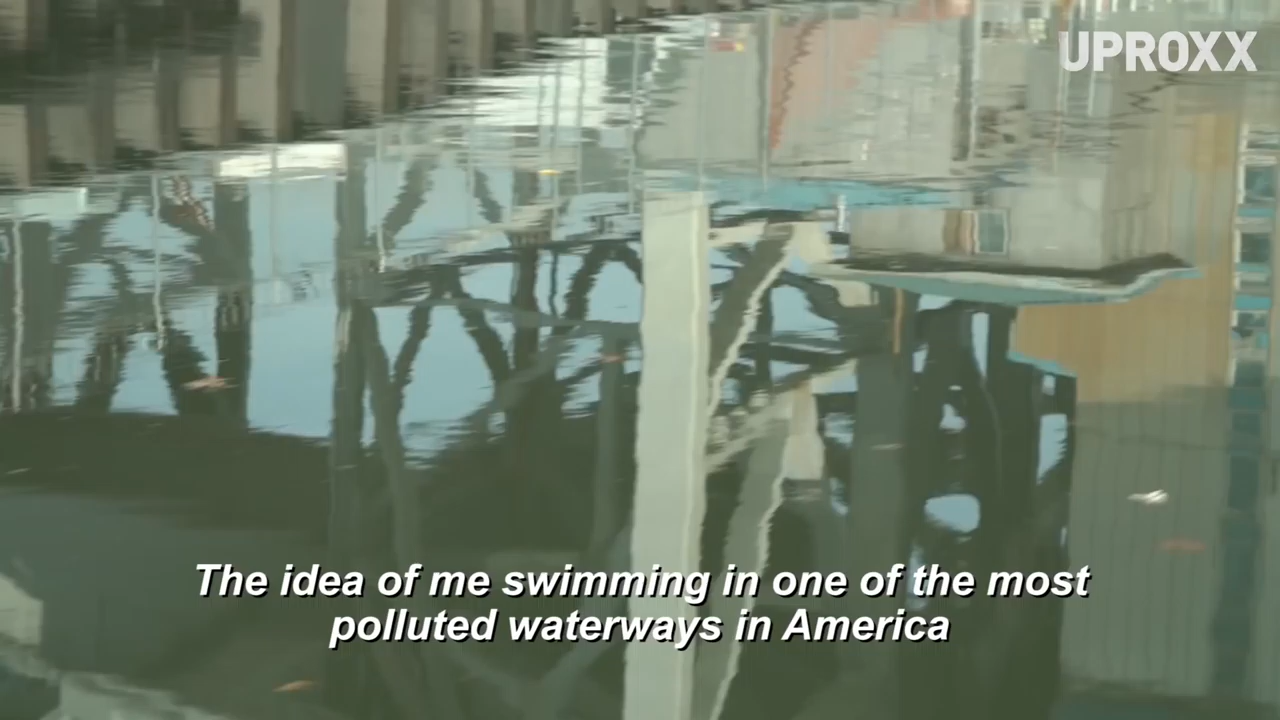 UPROXX
The idea of me swimming in one of the most
polluted waterways in America